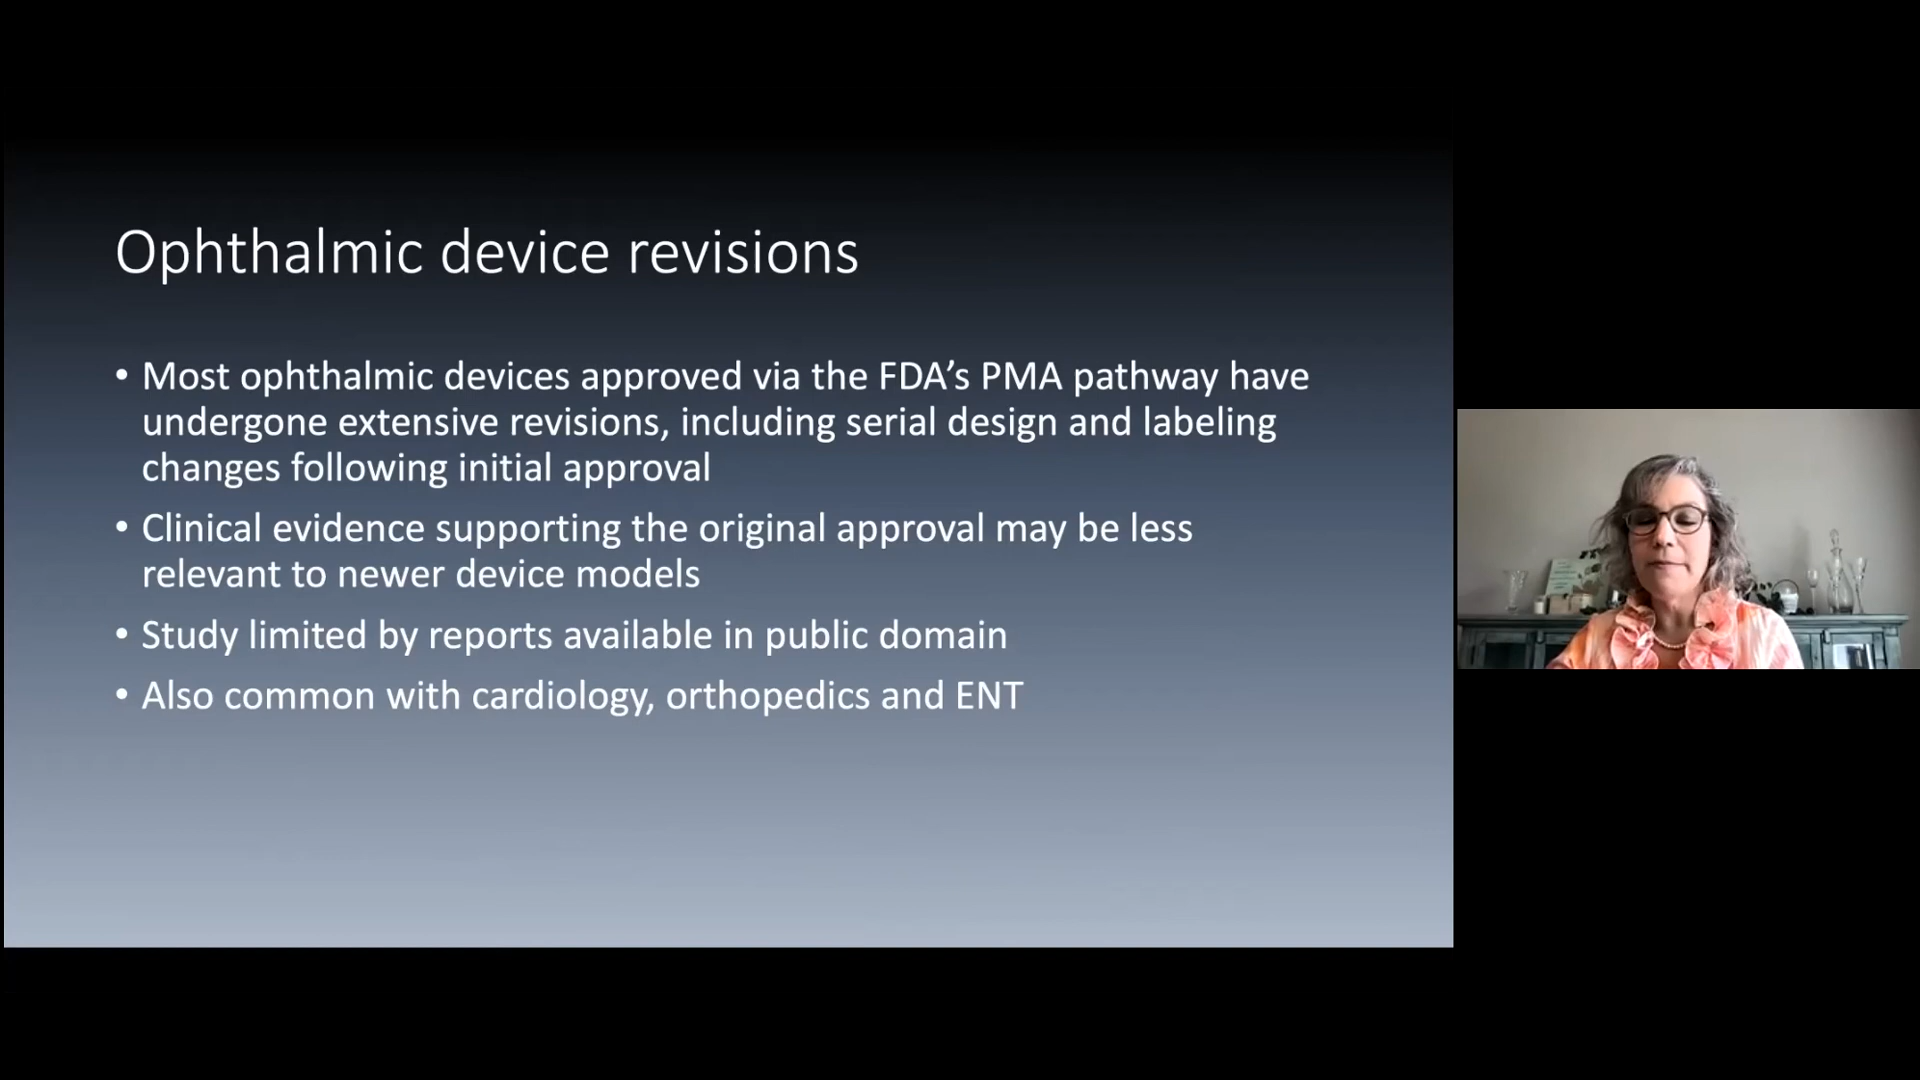 Ophthalmic device revisions
• Most ophthalmic devices approved via the FDA’s PMA pathway have
undergone extensive revisions, including serial design and labeling
changes following initial approval
• Clinical evidence supporting the original approval may be less
relevant to newer device models
• Study limited by reports available in public domain
• Also common with cardiology, orthopedics and ENT